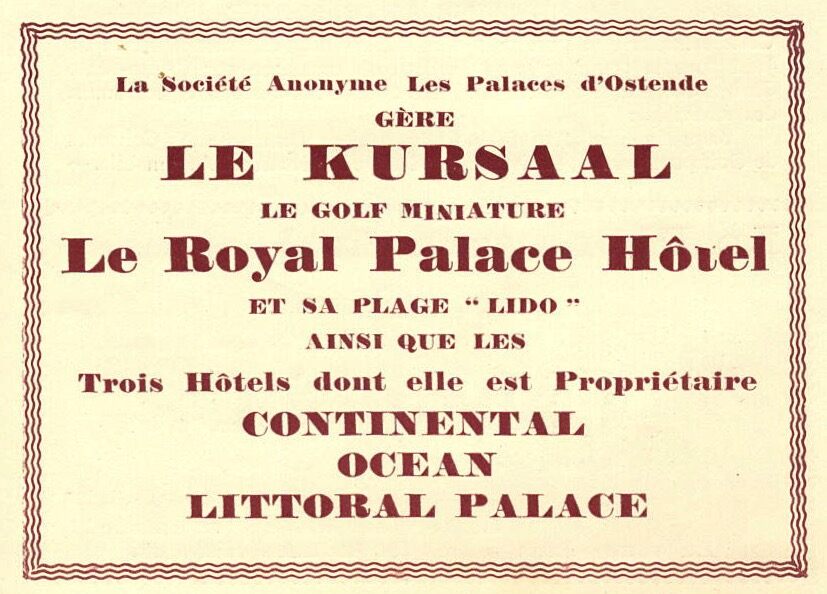 La Société Anonyme Les Palaces d'Ostende
GÈRE
LE KURSAAL
LE GOLF MINIATURE
Le Royal Palace Hôtel
ET SA PLAGE “ LIDO ”
AINSI QUE LES
Trois Hôtels dont elle est Propriétaire
CONTINENTAL
OCEAN
LITTORAL PALACE